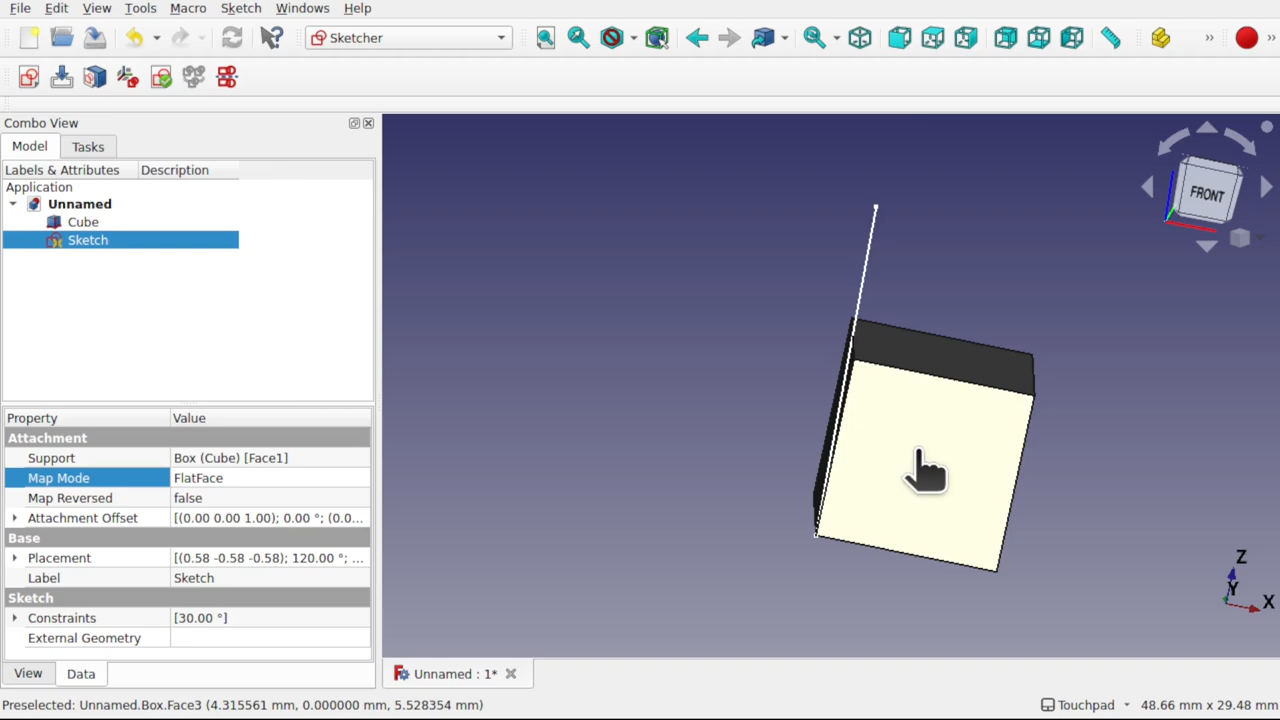 File Edit View Tools Macro Sketch Windows Help
Sketcher
Combo View
Model Tasks
Labels & Attributes Description
Application
Unnamed
Cube
Sketch
FRONT
Property Value
Attachment
Support Box (Cube) [Face1]
Map Mode FlatFace
Map Reversed false
Attachment Offset [(0.00 0.00 1.00); 0.00 °; (0.0...
Base
Placement [(0.58 -0.58 -0.58); 120.00 °; ...
Label Sketch
Sketch
Constraints [30.00 °]
External Geometry
Z
Y
X
View Data
Unnamed : 1*
Preselected: Unnamed.Box.Face3 (4.315561 mm, 0.000000 mm, 5.528354 mm)
Touchpad 48.66 mm x 29.48 mm